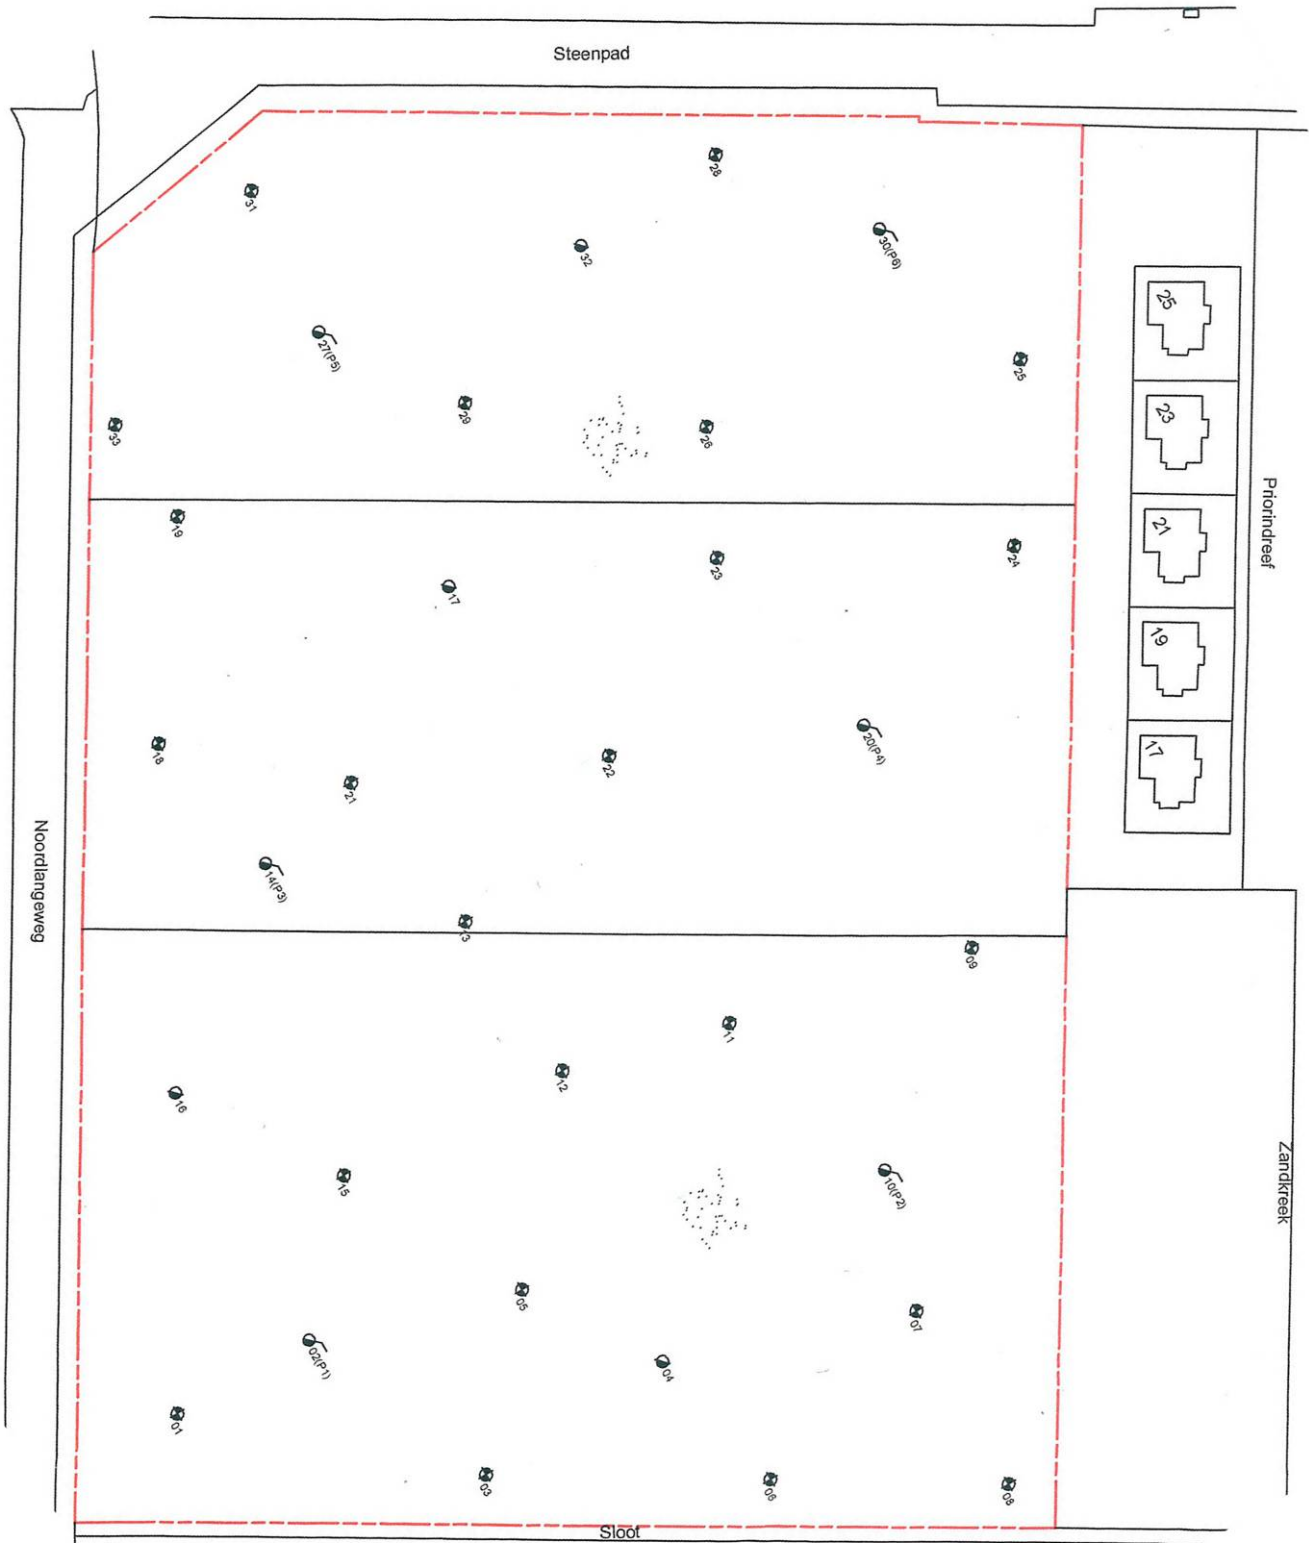 Steenpad
28
31
32
30(P6)
25
27(P5)
25
23
29
26
33
Priorindreef
21
19
24
23
17
19
20(P4)
22
18
17
21
Noordlangeweg
14(P3)
13
09
11
12
16
Zandkreek
15
10(P2)
05
07
02(P1)
04
01
03
06
08
Sloot